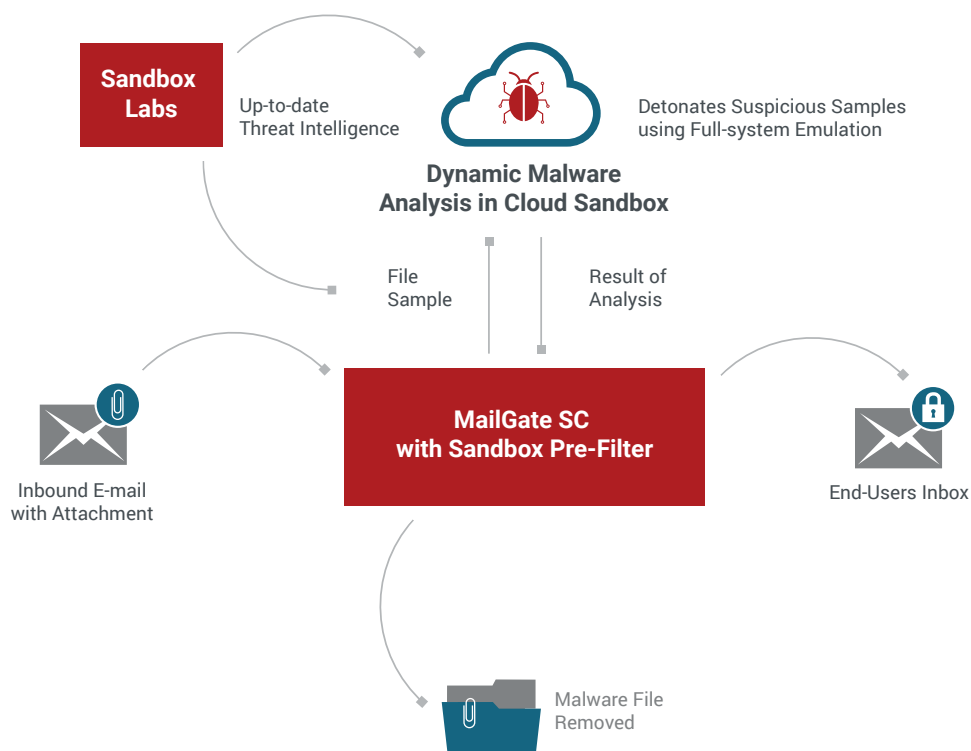 Sandbox
Labs
Up-to-date
Threat Intelligence
Detonates Suspicious Samples
using Full-system Emulation
Dynamic Malware
Analysis in Cloud Sandbox
File
Sample
Result of
Analysis
MailGate SC
with Sandbox Pre-Filter
Inbound E-mail
with Attachment
End-Users Inbox
Malware File
Removed